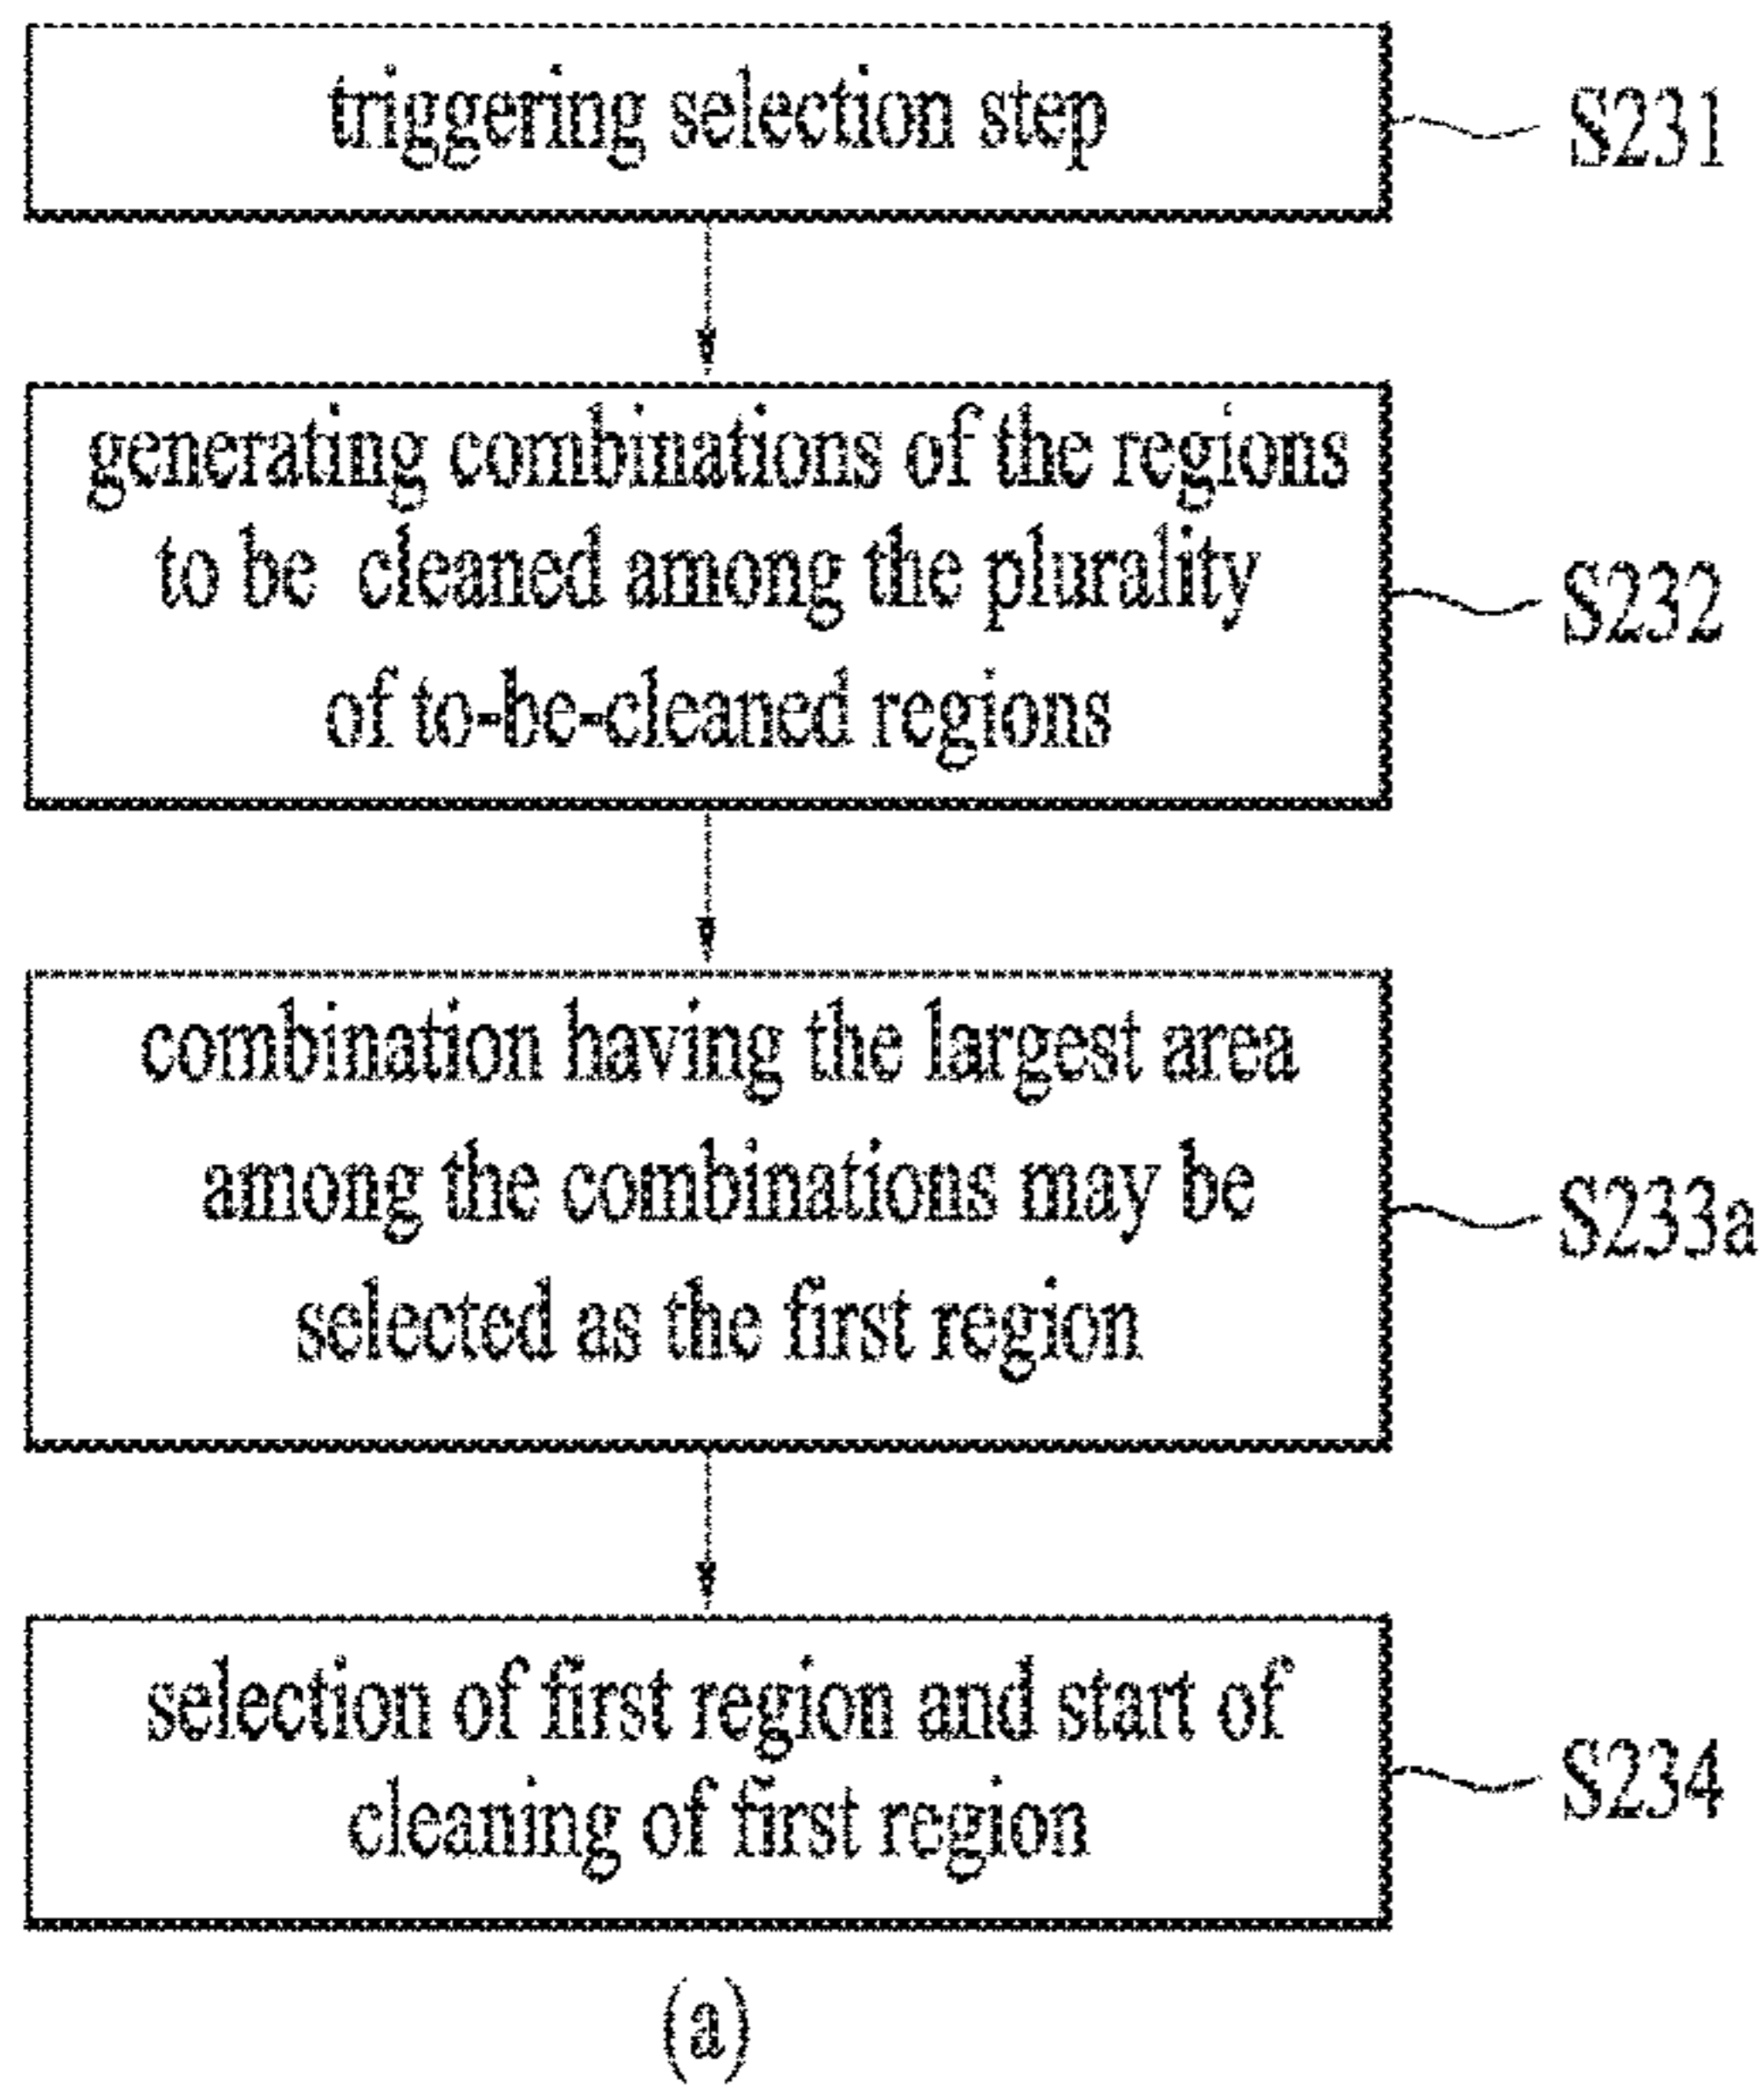 triggering selection step
S231
generating combinations of the regions
to be cleaned among the plurality
of to-be-cleaned regions
S232
combination having the largest area
among the combinations may be
selected as the first region
S233a
selection of first region and start of
cleaning of first region
S234
(a)